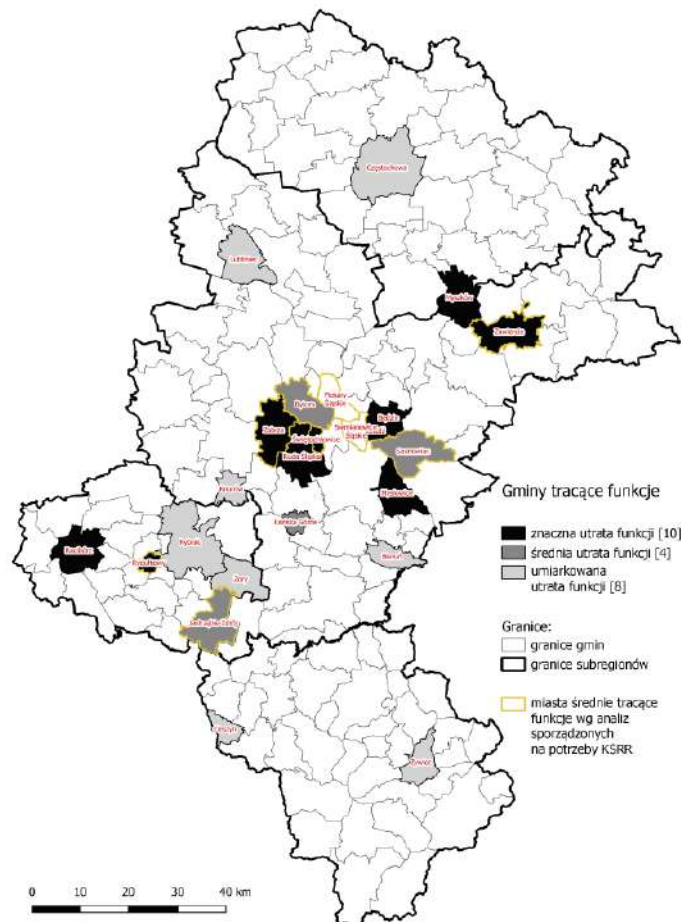 Częstochowa
Lubliniec
Myszków
Zawiercie
Piekary
Śląskie
Bytom
Będzin
Zabrze
Świętochłowice
Siemianowice
Śląskie
Ruda Śląska
Sosnowiec
Mysłowice
Knurów
Łaziska Górne
Rybnik
Racibórz
Rydułtowy
Żory
Bieruń
Jastrzębie-Zdrój
Cieszyn
Żywiec
Gminy tracące funkcje
znaczna utrata funkcji [10]
średnia utrata funkcji [4]
umiarkowana
utrata funkcji [8]
Granice:
granice gmin
granice subregionów
miasta średnie tracące
funkcje wg analiz
sporządzonych
na potrzeby KSRR
0 10 20 30 40 km